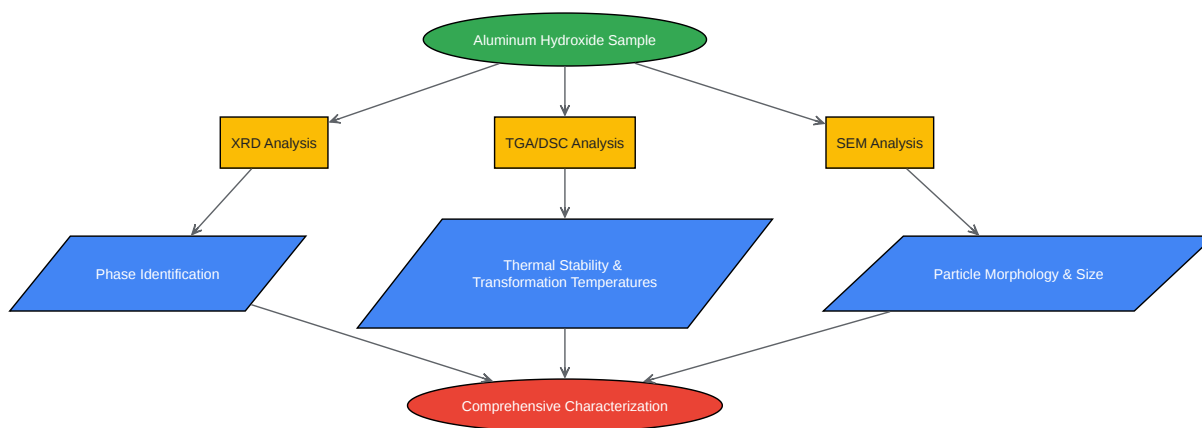 Aluminum Hydroxide Sample
XRD Analysis
TGA/DSC Analysis
SEM Analysis
Phase Identification
Thermal Stability &
Transformation Temperatures
Particle Morphology & Size
Comprehensive Characterization